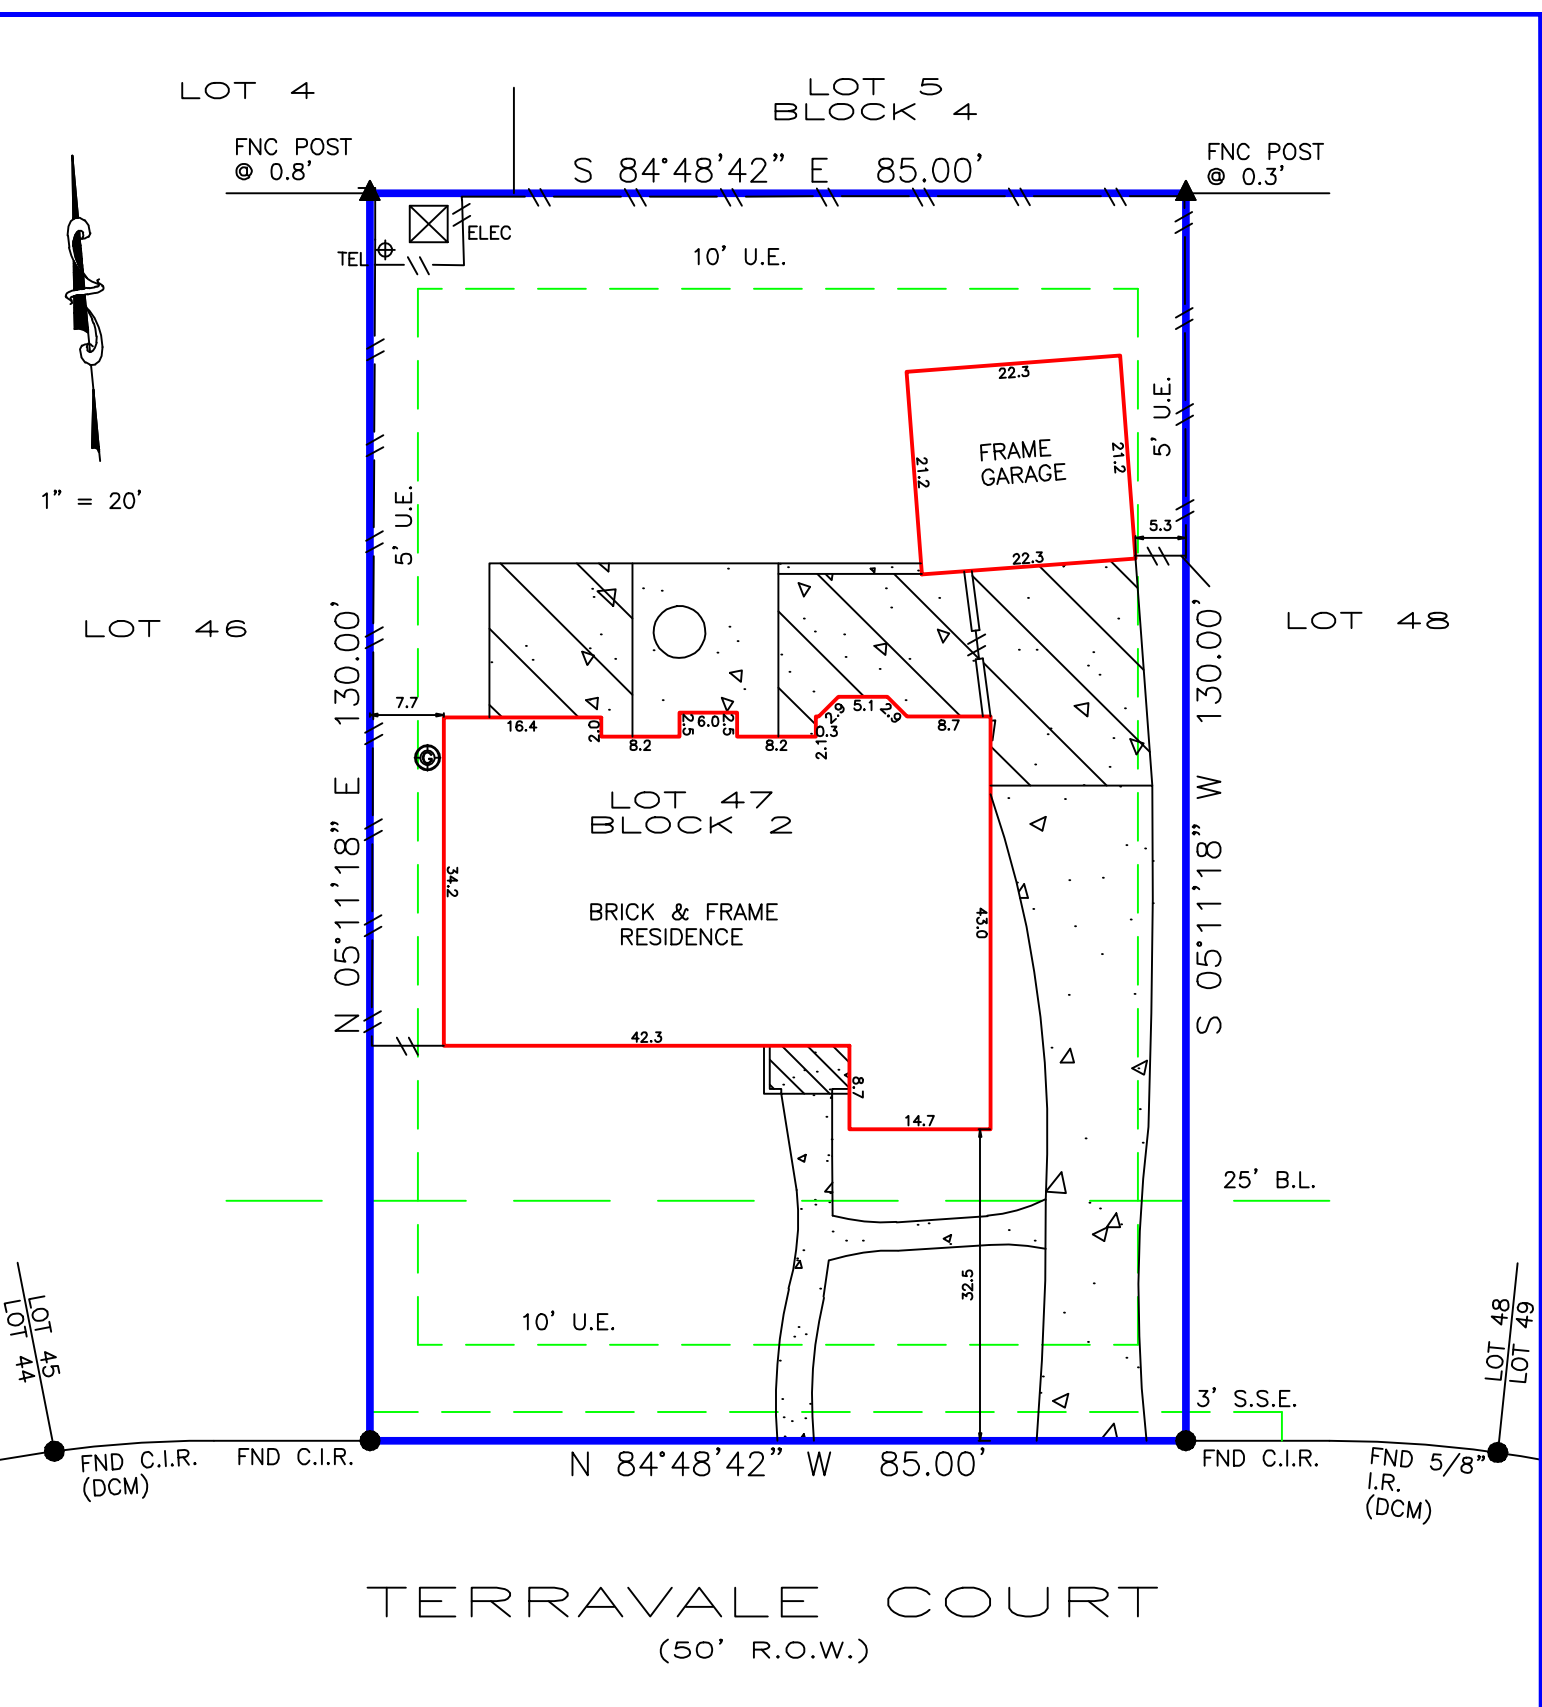 LOT 4
LOT 5
BLOCK 4
FNC POST
@ 0.8'
S 84°48'42" E 85.00'
FNC POST
@ 0.3'
ELEC
TEL
10' U.E.
1" = 20'
22.3
FRAME
GARAGE
21.2
21.2
22.3
5' U.E.
5' U.E.
5.3
LOT 46
LOT 48
N 05°11'18" E 130.00'
S 05°11'18" W 130.00'
7.7
16.4
2.0
8.2
2.5
6.0
2.5
8.2
2.1
0.3
2.9
5.1
2.9
8.7
G
LOT 47
BLOCK 2
34.2
BRICK & FRAME
RESIDENCE
43.0
42.3
8.7
14.7
25' B.L.
32.5
10' U.E.
LOT 45
LOT 44
LOT 48
LOT 49
3' S.S.E.
FND C.I.R.
(DCM)
FND C.I.R.
N 84°48'42" W 85.00'
FND C.I.R.
FND 5/8"
I.R.
(DCM)
TERRAVALE COURT
(50' R.O.W.)